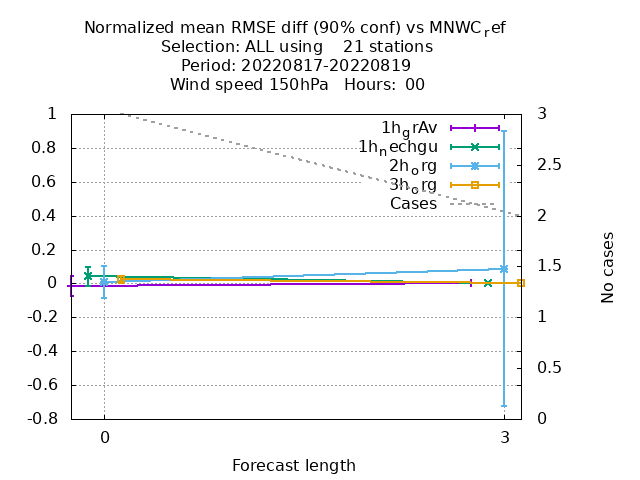 Normalized mean RMSE diff (90% conf) vs MNWC_ref
Selection: ALL using    21 stations
Period: 20220817-20220819
Wind speed 150hPa   Hours:  00
1h_grAv
1h_nechgu
2h_org
3h_org
Cases
1
0.8
0.6
0.4
0.2
0
-0.2
-0.4
-0.6
-0.8
3
2.5
2
1.5
1
0.5
0
No cases
0
3
Forecast length